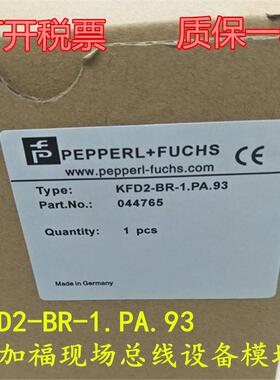 开税票 质保一
PEPPERL+FUCHS CE
www.pepperl-fuchs.com
Type: KFD2-BR-1.PA.93
Part.No.: 044765
Quantity: 1 pcs
Made in Germany
D2-BR-1.PA.93
加福现场总线设备模